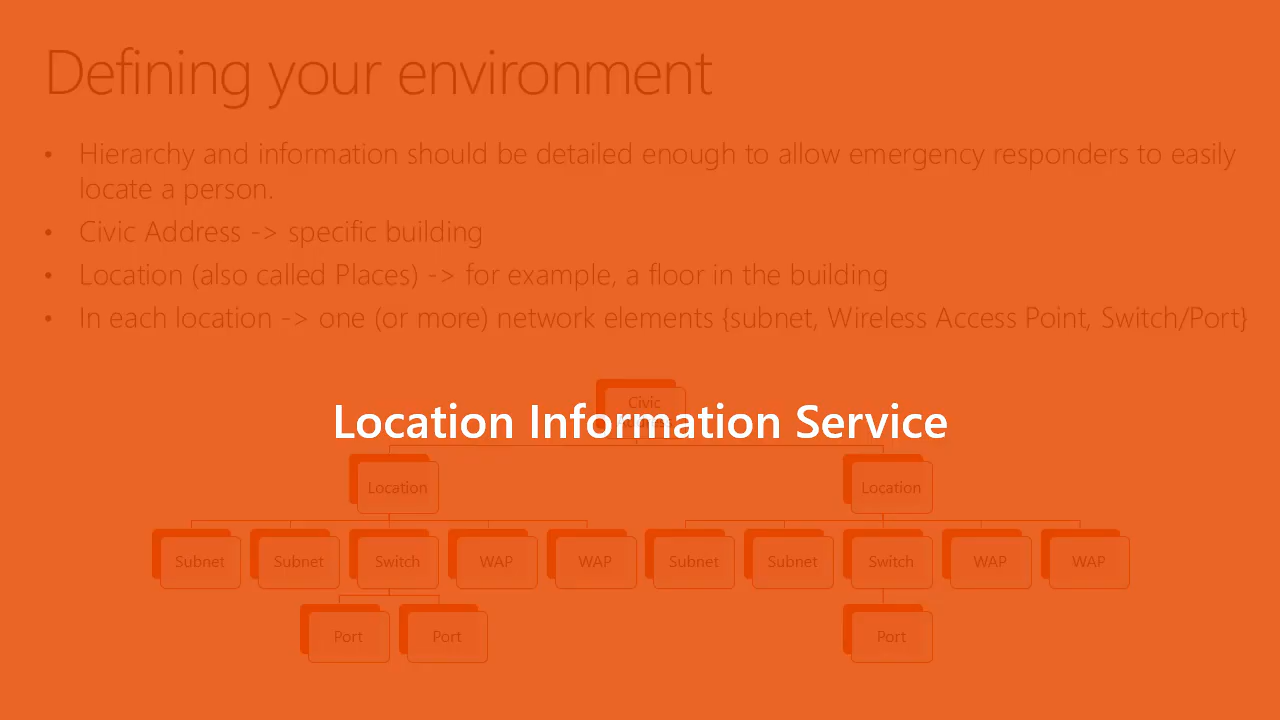 Defining your environment
• Hierarchy and information should be detailed enough to allow emergency responders to easily
locate a person.
• Civic Address -> specific building
• Location (also called Places) -> for example, a floor in the building
• In each location -> one (or more) network elements {subnet, Wireless Access Point, Switch/Port}
Civic
Location Information Service
Location Location
Subnet Subnet Switch WAP WAP Subnet Subnet Switch WAP WAP
Port Port Port